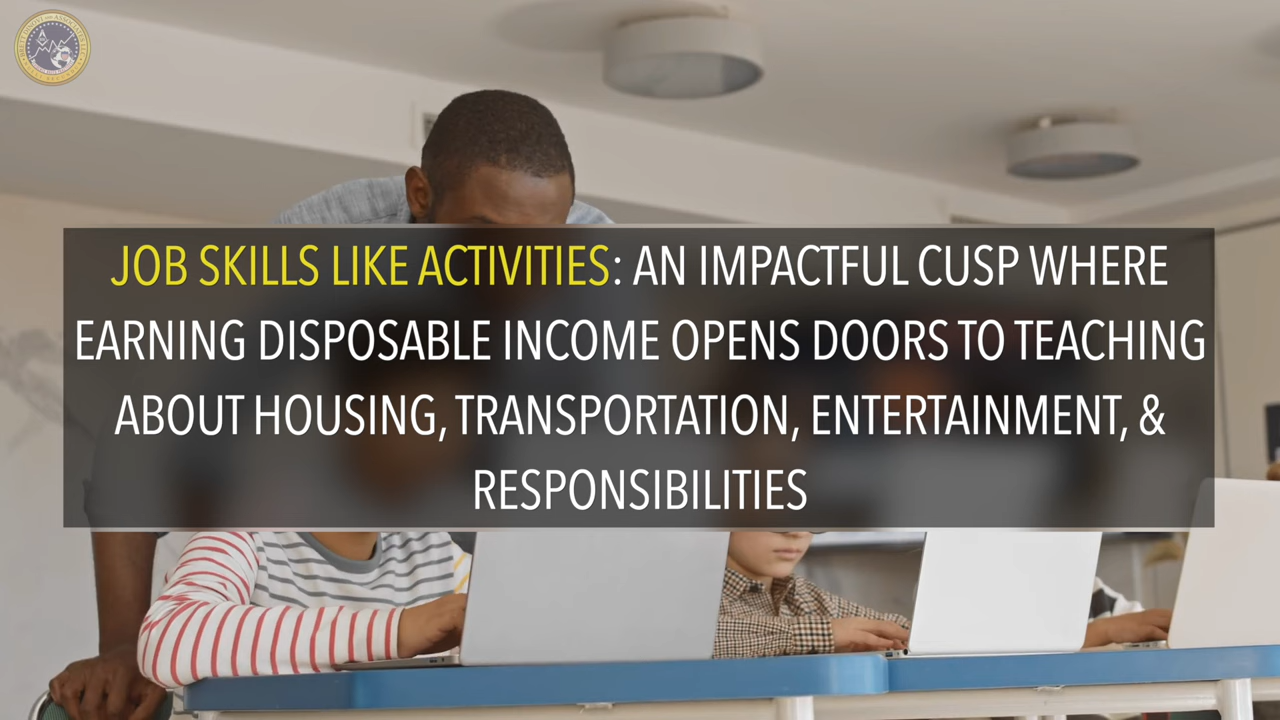 JOB SKILLS LIKE ACTIVITIES: AN IMPACTFUL CUSP WHERE
EARNING DISPOSABLE INCOME OPENS DOORS TO TEACHING
ABOUT HOUSING, TRANSPORTATION, ENTERTAINMENT, &
RESPONSIBILITIES